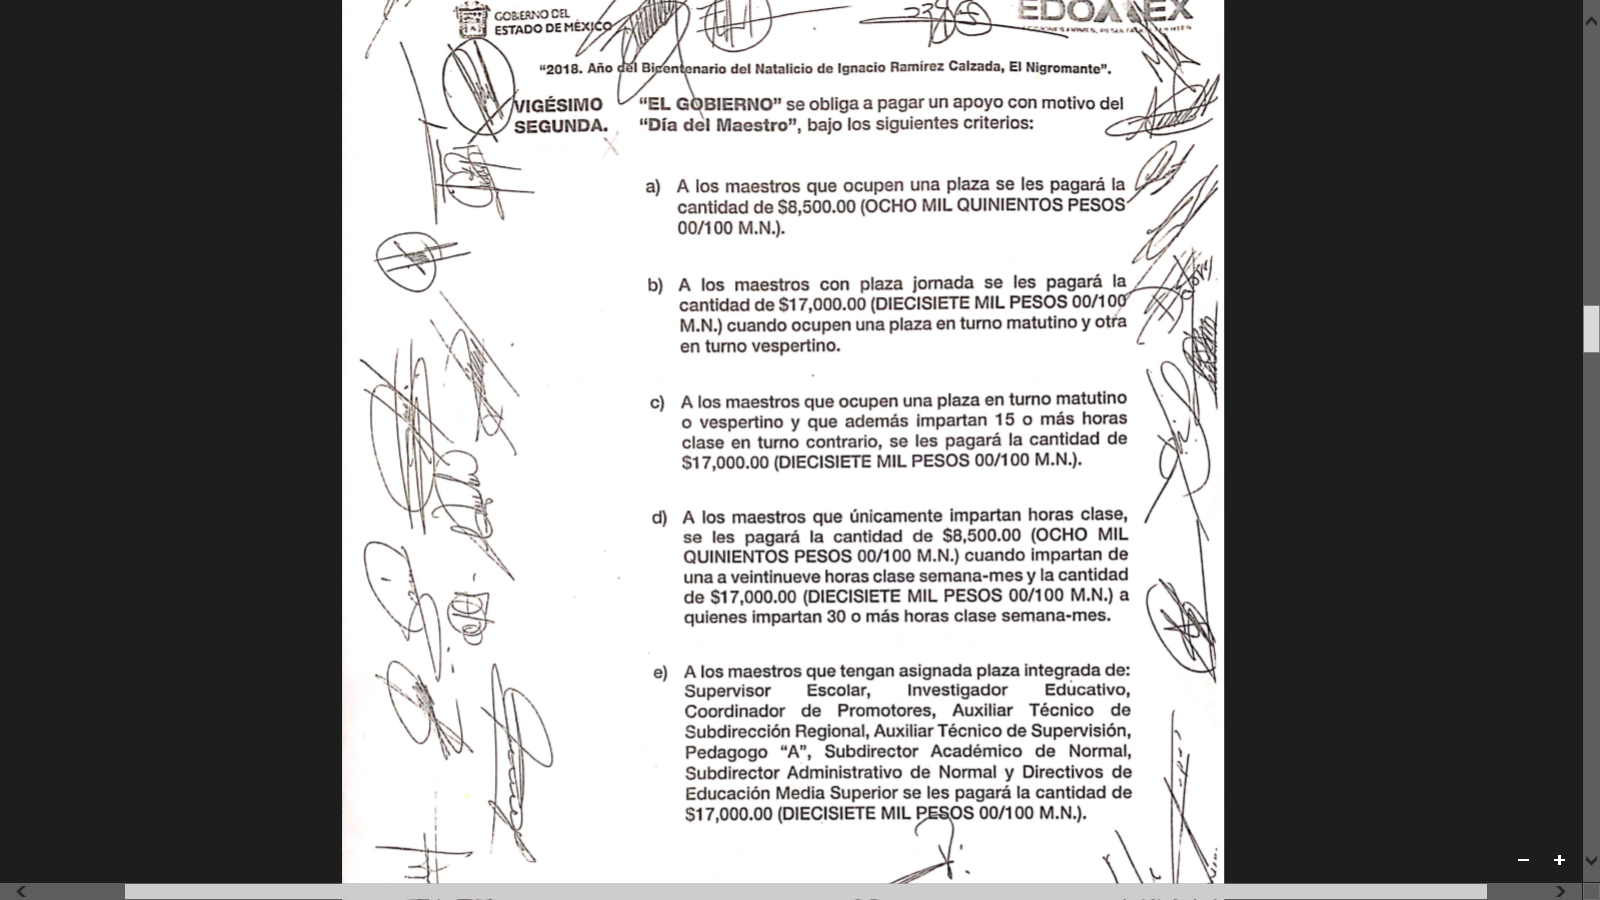 GOBIERNO DEL
ESTADO DE MÉXICO
EDOMEX
"2018. Año del Bicentenario del Natalicio de Ignacio Ramírez Calzada, El Nigromante".
VIGÉSIMO
SEGUNDA.
"EL GOBIERNO" se obliga a pagar un apoyo con motivo del
"Día del Maestro", bajo los siguientes criterios:
a) A los maestros que ocupen una plaza se les pagará la
cantidad de $8,500.00 (OCHO MIL QUINIENTOS PESOS
00/100 M.N.).
b) A los maestros con plaza jornada se les pagará la
cantidad de $17,000.00 (DIECISIETE MIL PESOS 00/100
M.N.) cuando ocupen una plaza en turno matutino y otra
en turno vespertino.
c) A los maestros que ocupen una plaza en turno matutino
o vespertino y que además impartan 15 o más horas
clase en turno contrario, se les pagará la cantidad de
$17,000.00 (DIECISIETE MIL PESOS 00/100 M.N.).
d) A los maestros que únicamente impartan horas clase,
se les pagará la cantidad de $8,500.00 (OCHO MIL
QUINIENTOS PESOS 00/100 M.N.) cuando impartan de
una a veintinueve horas clase semana-mes y la cantidad
de $17,000.00 (DIECISIETE MIL PESOS 00/100 M.N.) a
quienes impartan 30 o más horas clase semana-mes.
e) A los maestros que tengan asignada plaza integrada de:
Supervisor Escolar, Investigador Educativo,
Coordinador de Promotores, Auxiliar Técnico de
Subdirección Regional, Auxiliar Técnico de Supervisión,
Pedagogo "A", Subdirector Académico de Normal,
Subdirector Administrativo de Normal y Directivos de
Educación Media Superior se les pagará la cantidad de
$17,000.00 (DIECISIETE MIL PESOS 00/100 M.N.).